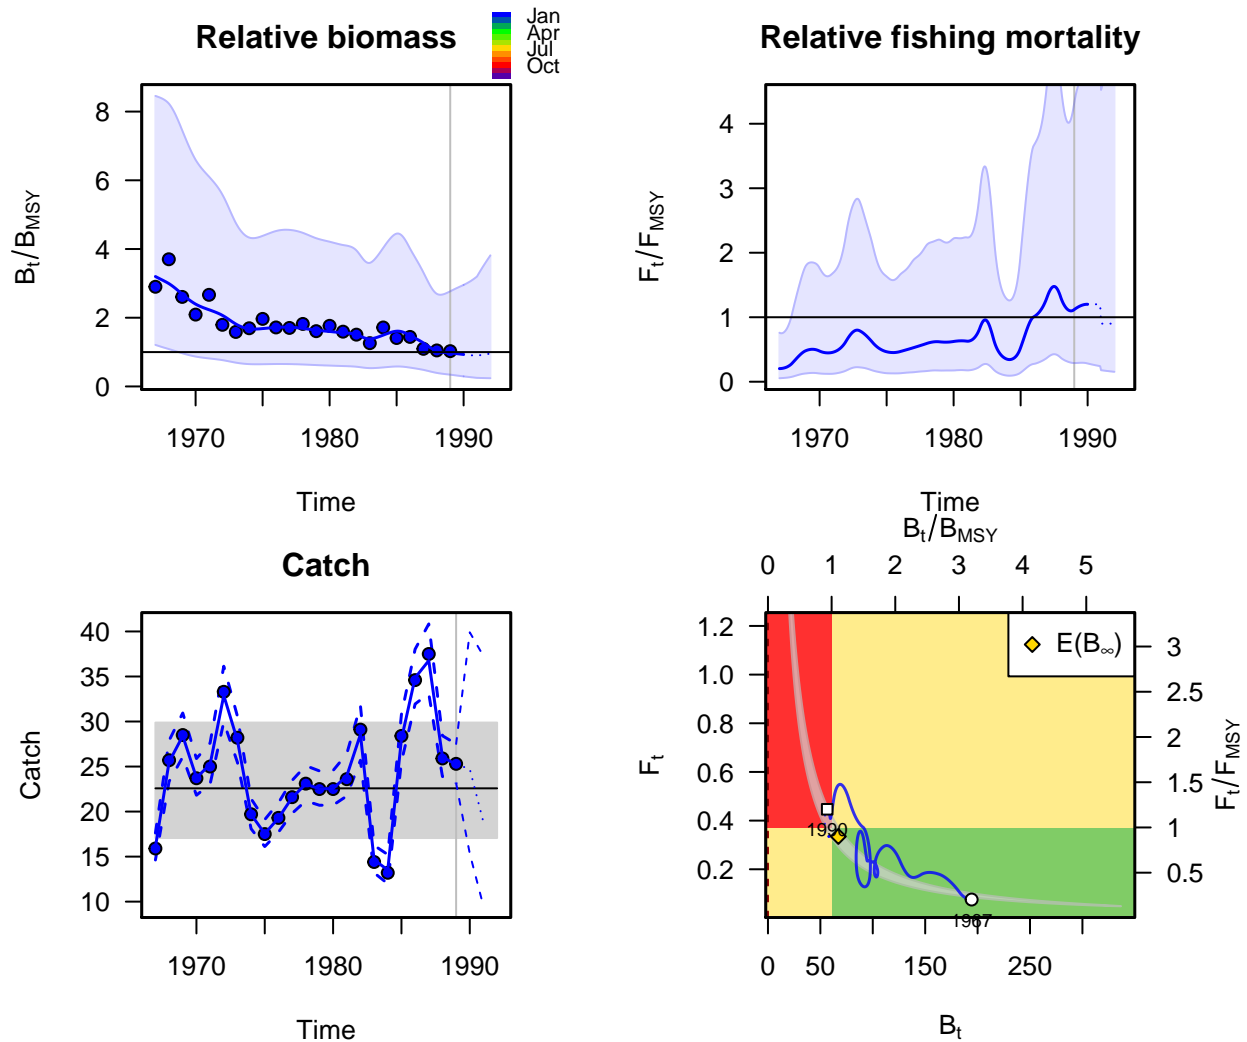 Relative biomass
Jan
Apr
Jul
Oct
B_t/B_MSY
8
6
4
2
0
1970 1980 1990
Time
Relative fishing mortality
F_t/F_MSY
4
3
2
1
0
1970 1980 1990
Time
Catch
Catch
40
35
30
25
20
15
10
1970 1980 1990
Time
B_t/B_MSY
0 1 2 3 4 5
F_t
1.2
1.0
0.8
0.6
0.4
0.2
E(B_∞)
1990
1967
3
2.5
2
1.5
1
0.5
F_t/F_MSY
0 50 150 250
B_t